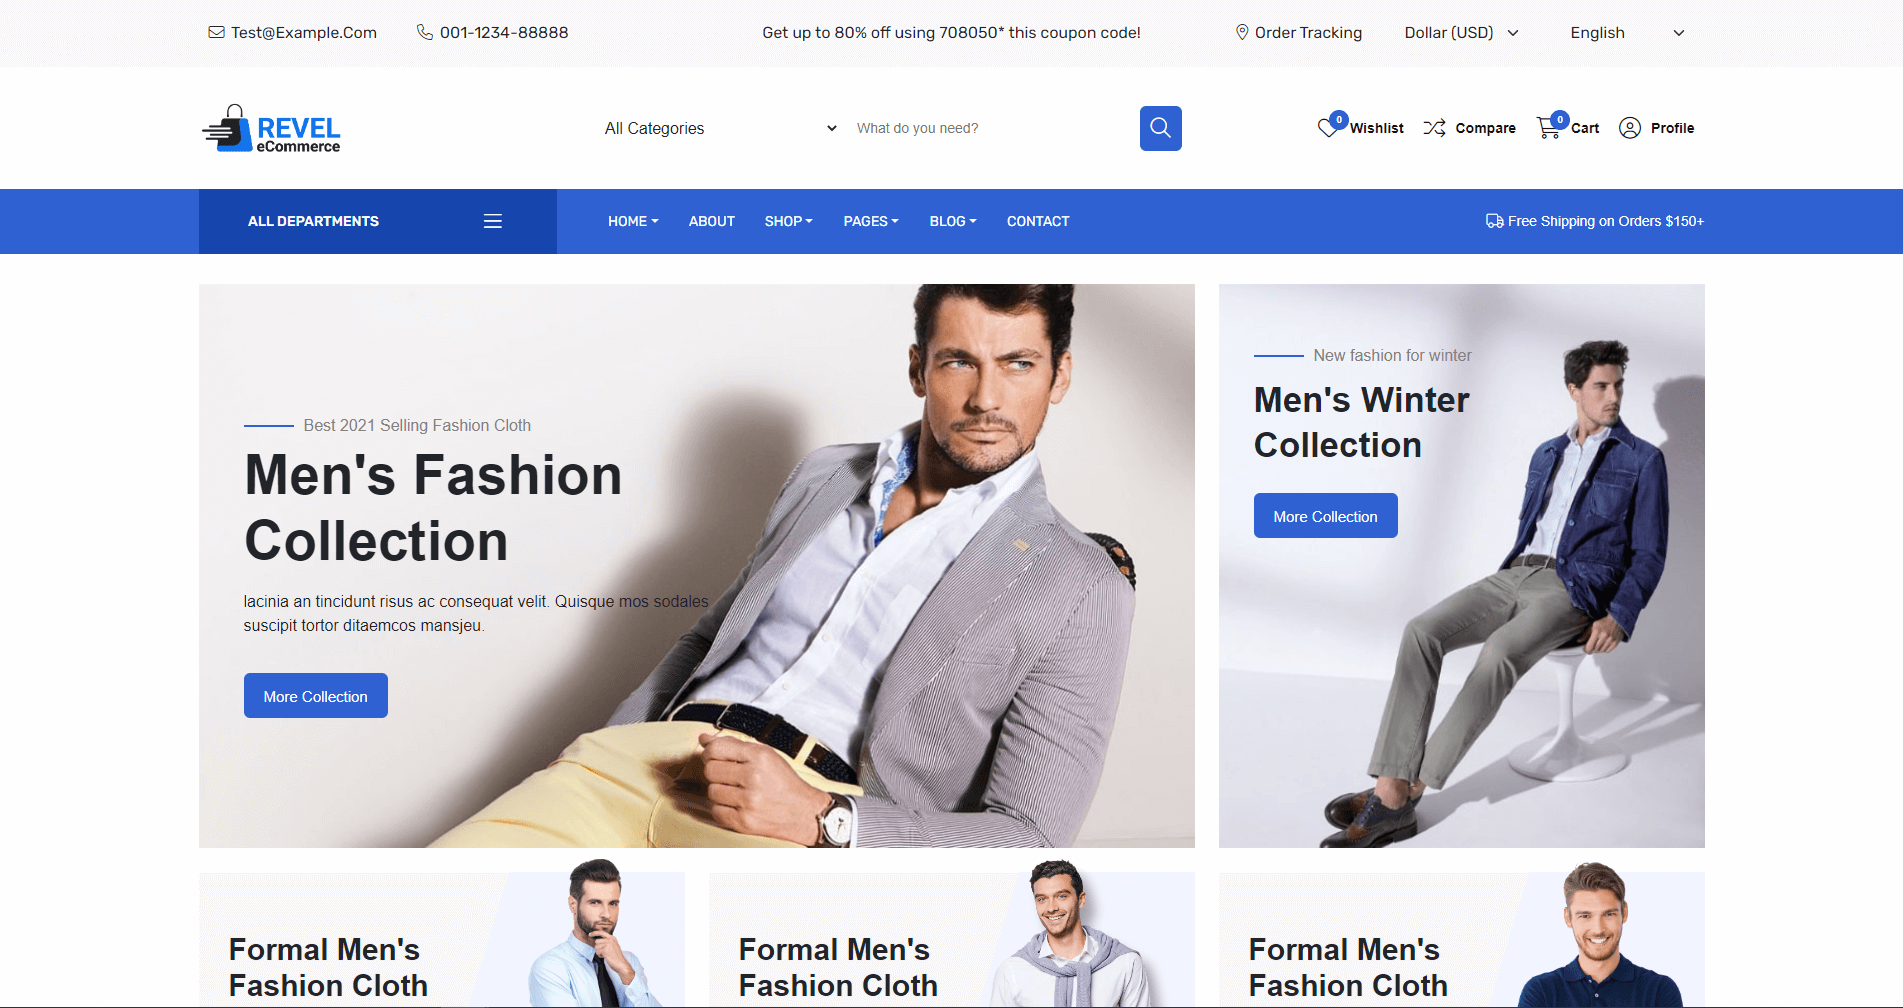 Test@Example.Com
001-1234-88888
Get up to 80% off using 708050* this coupon code!
Order Tracking
Dollar (USD)
English
REVEL
eCommerce
All Categories
What do you need?
0
Wishlist
Compare
0
Cart
Profile
ALL DEPARTMENTS
HOME
ABOUT
SHOP
PAGES
BLOG
CONTACT
Free Shipping on Orders $150+
Best 2021 Selling Fashion Cloth
Men's Fashion
Collection
lacinia an tincidunt risus ac consequat velit. Quisque mos sodales
suscipit tortor ditaemcos mansjeu.
More Collection
New fashion for winter
Men's Winter
Collection
More Collection
Formal Men's
Fashion Cloth
Formal Men's
Fashion Cloth
Formal Men's
Fashion Cloth